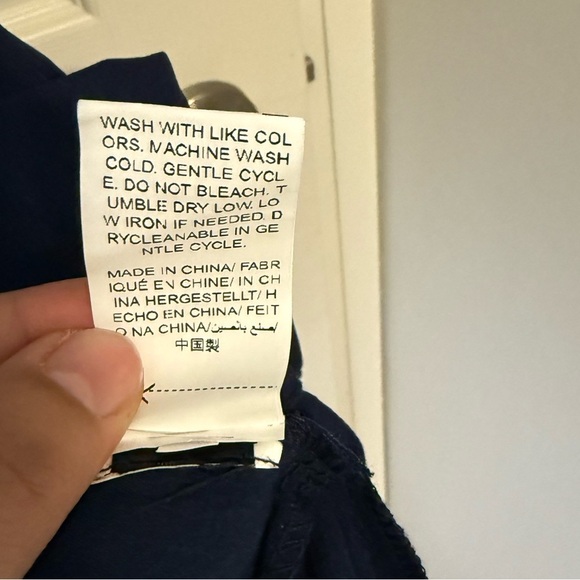 WASH WITH LIKE COL
ORS. MACHINE WASH
COLD. GENTLE CYCL
E. DO NOT BLEACH. T
UMBLE DRY LOW. LO
W IRON IF NEEDED. D
RYCLEANABLE IN GE
NTLE CYCLE.
MADE IN CHINA/ FABR
IQUÉ EN CHINE/ IN CH
INA HERGESTELLT/ H
ECHO EN CHINA/ FEIT
O NA CHINA/صنع بالصين/
中国製